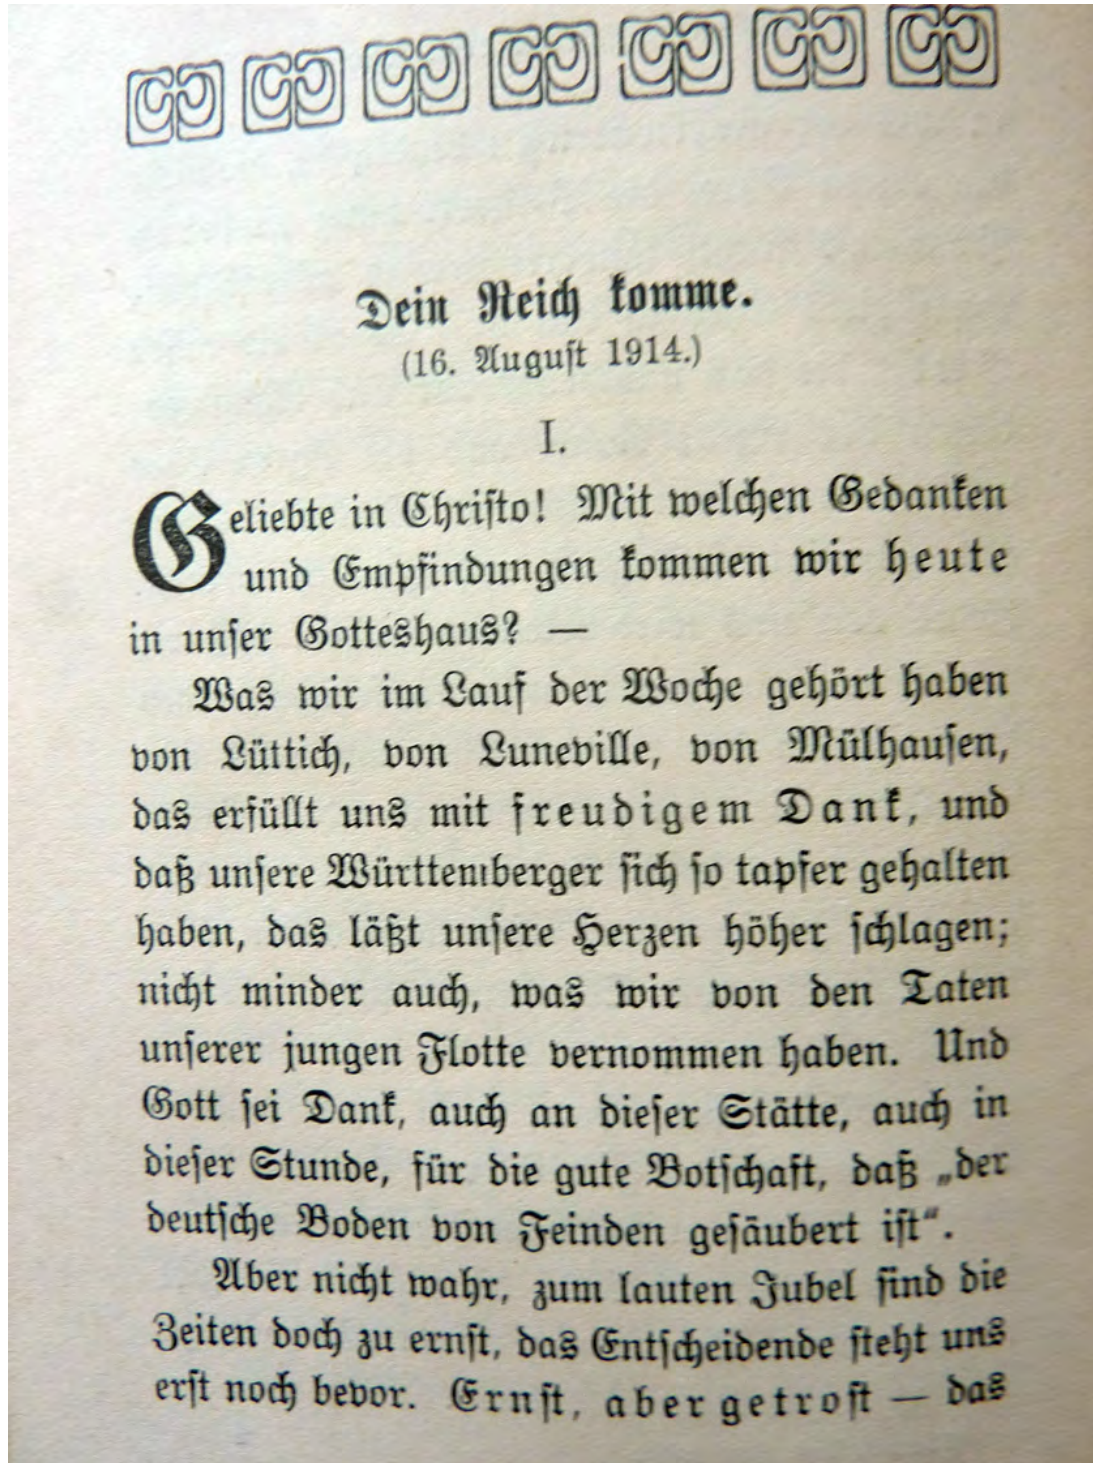 Dein Reich komme.
(16. August 1914.)
I.
Geliebte in Christo! Mit welchen Gedanken
und Empfindungen kommen wir heute
in unser Gotteshaus? —
Was wir im Lauf der Woche gehört haben
von Lüttich, von Luneville, von Mülhausen,
das erfüllt uns mit freudigem Dank, und
daß unsere Württemberger sich so tapfer gehalten
haben, das läßt unsere Herzen höher schlagen;
nicht minder auch, was wir von den Taten
unserer jungen Flotte vernommen haben. Und
Gott sei Dank, auch an dieser Stätte, auch in
dieser Stunde, für die gute Botschaft, daß „der
deutsche Boden von Feinden gesäubert ist“.
Aber nicht wahr, zum lauten Jubel sind die
Zeiten doch zu ernst, das Entscheidende steht uns
erst noch bevor. Ernst, aber getrost — das